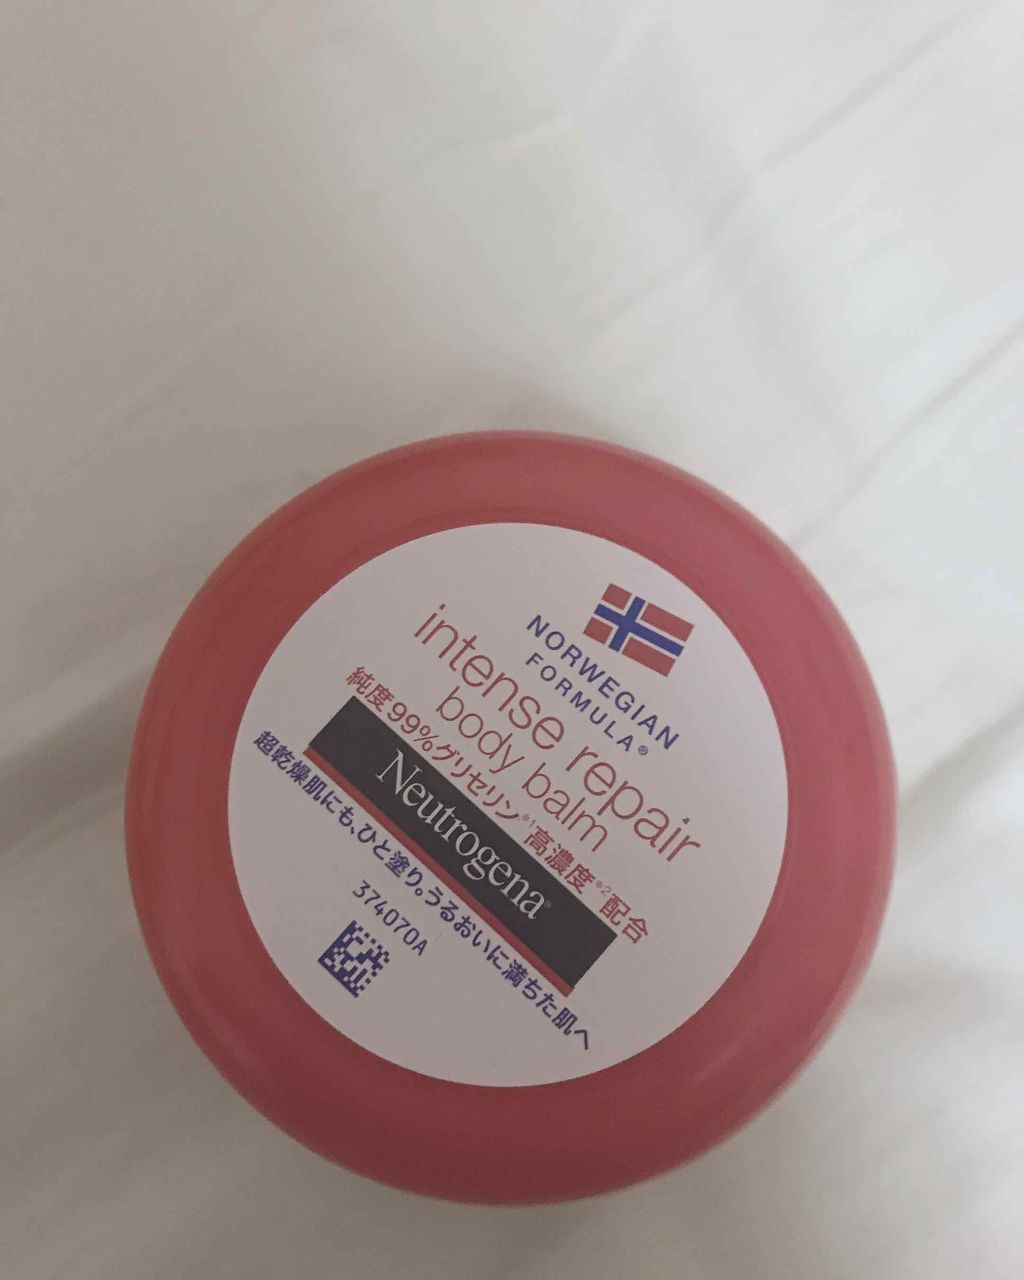 NORWEGIAN
FORMULA®
intense repair
body balm
純度99%グリセリン*1高濃度*2配合
Neutrogena®
超乾燥肌にも、ひと塗り。うるおいに満ちた肌へ
374070A